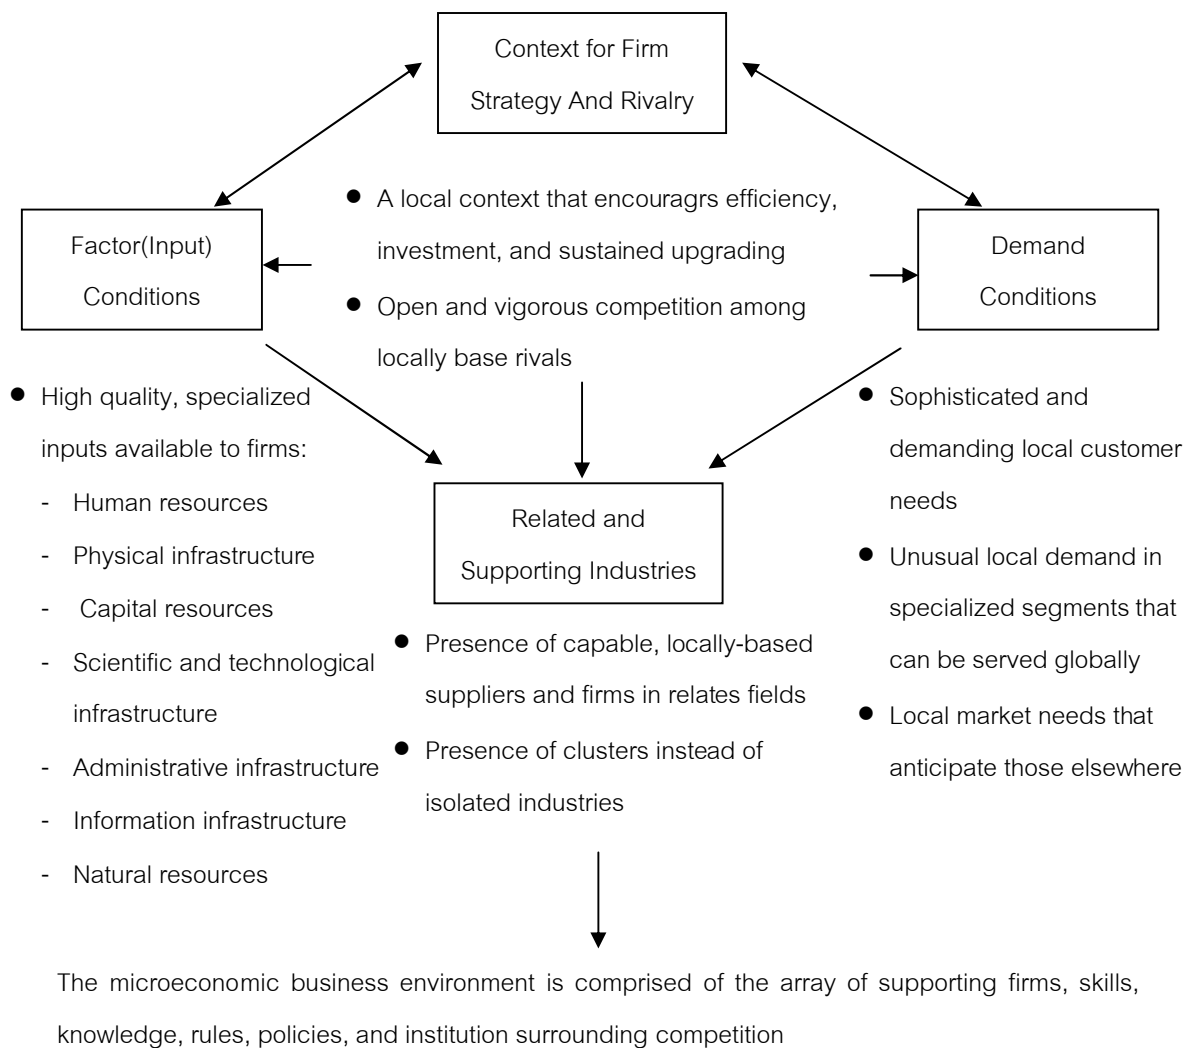 Context for Firm
Strategy And Rivalry
● A local context that encouragrs efficiency,
investment, and sustained upgrading
● Open and vigorous competition among
locally base rivals
Factor(Input)
Conditions
● High quality, specialized
inputs available to firms:
- Human resources
- Physical infrastructure
- Capital resources
- Scientific and technological
infrastructure
- Administrative infrastructure
- Information infrastructure
- Natural resources
Demand
Conditions
● Sophisticated and
demanding local customer
needs
● Unusual local demand in
specialized segments that
can be served globally
● Local market needs that
anticipate those elsewhere
Related and
Supporting Industries
● Presence of capable, locally-based
suppliers and firms in relates fields
● Presence of clusters instead of
isolated industries
The microeconomic business environment is comprised of the array of supporting firms, skills,
knowledge, rules, policies, and institution surrounding competition